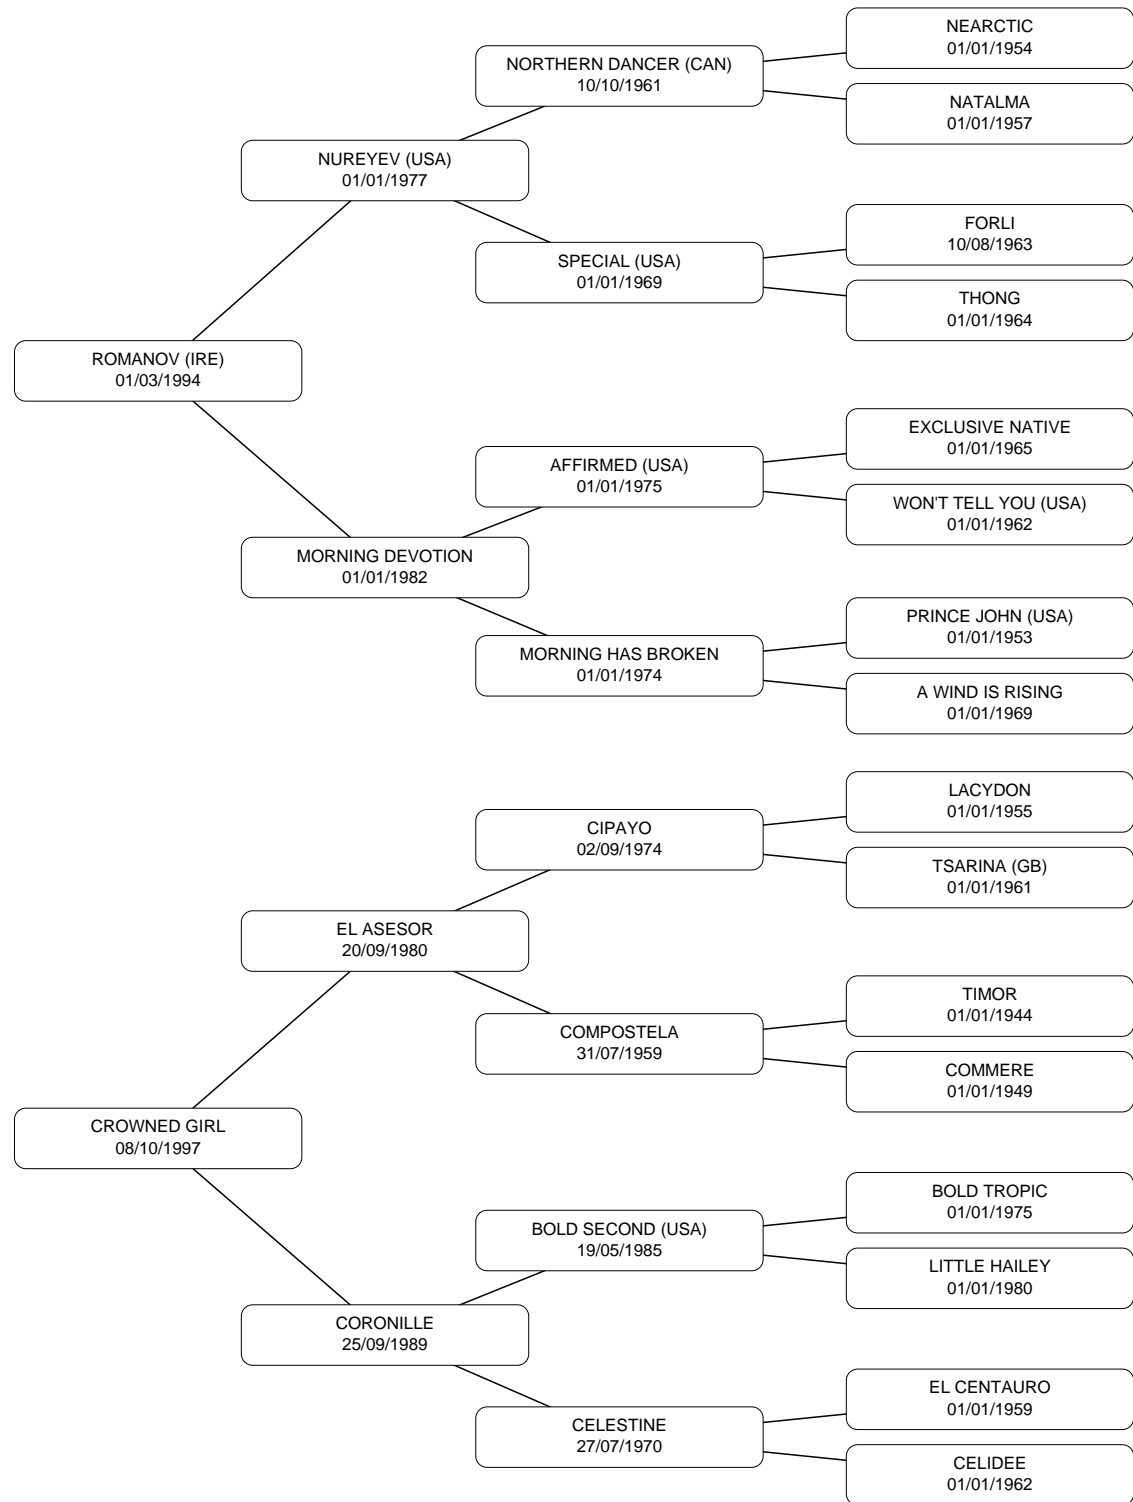 NEARCTIC
01/01/1954
NORTHERN DANCER (CAN)
10/10/1961
NATALMA
01/01/1957
NUREYEV (USA)
01/01/1977
FORLI
10/08/1963
SPECIAL (USA)
01/01/1969
THONG
01/01/1964
ROMANOV (IRE)
01/03/1994
EXCLUSIVE NATIVE
01/01/1965
AFFIRMED (USA)
01/01/1975
WON'T TELL YOU (USA)
01/01/1962
MORNING DEVOTION
01/01/1982
PRINCE JOHN (USA)
01/01/1953
MORNING HAS BROKEN
01/01/1974
A WIND IS RISING
01/01/1969
LACYDON
01/01/1955
CIPAYO
02/09/1974
TSARINA (GB)
01/01/1961
EL ASESOR
20/09/1980
TIMOR
01/01/1944
COMPOSTELA
31/07/1959
COMMERE
01/01/1949
CROWNED GIRL
08/10/1997
BOLD TROPIC
01/01/1975
BOLD SECOND (USA)
19/05/1985
LITTLE HAILEY
01/01/1980
CORONILLE
25/09/1989
EL CENTAURO
01/01/1959
CELESTINE
27/07/1970
CELIDEE
01/01/1962